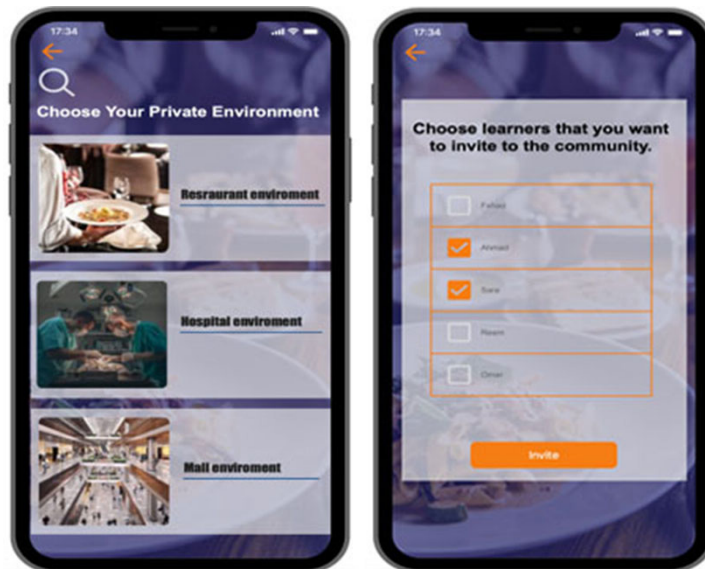 17:34
Choose Your Private Environment
Resraurant enviroment
Hospital enviroment
Mall enviroment
17:34
Choose learners that you want
to invite to the community.
Fahad
Ahmad
Sara
Reem
Omar
Invite